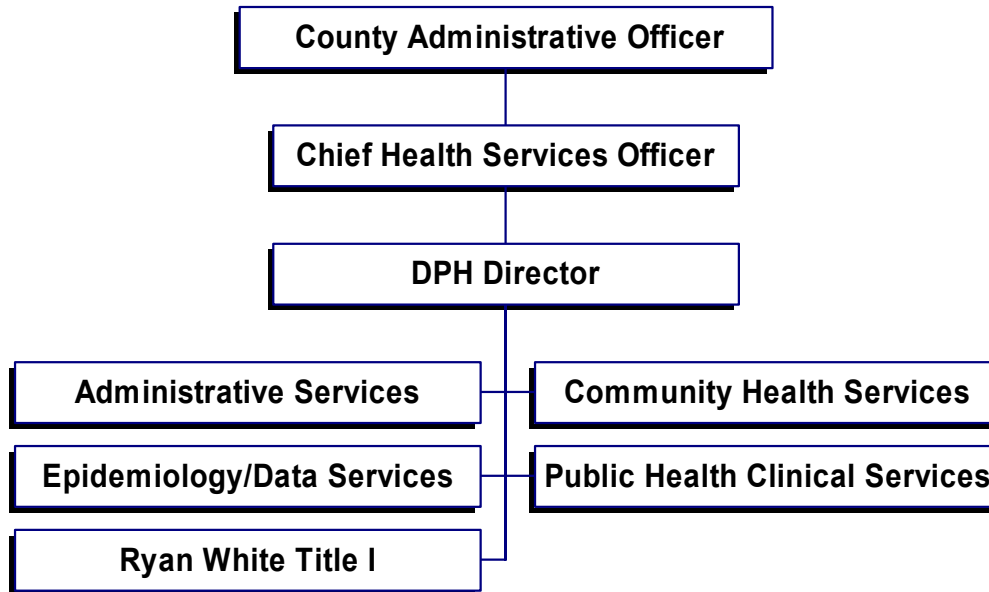 County Administrative Officer
Chief Health Services Officer
DPH Director
Administrative Services
Community Health Services
Epidemiology/Data Services
Public Health Clinical Services
Ryan White Title I